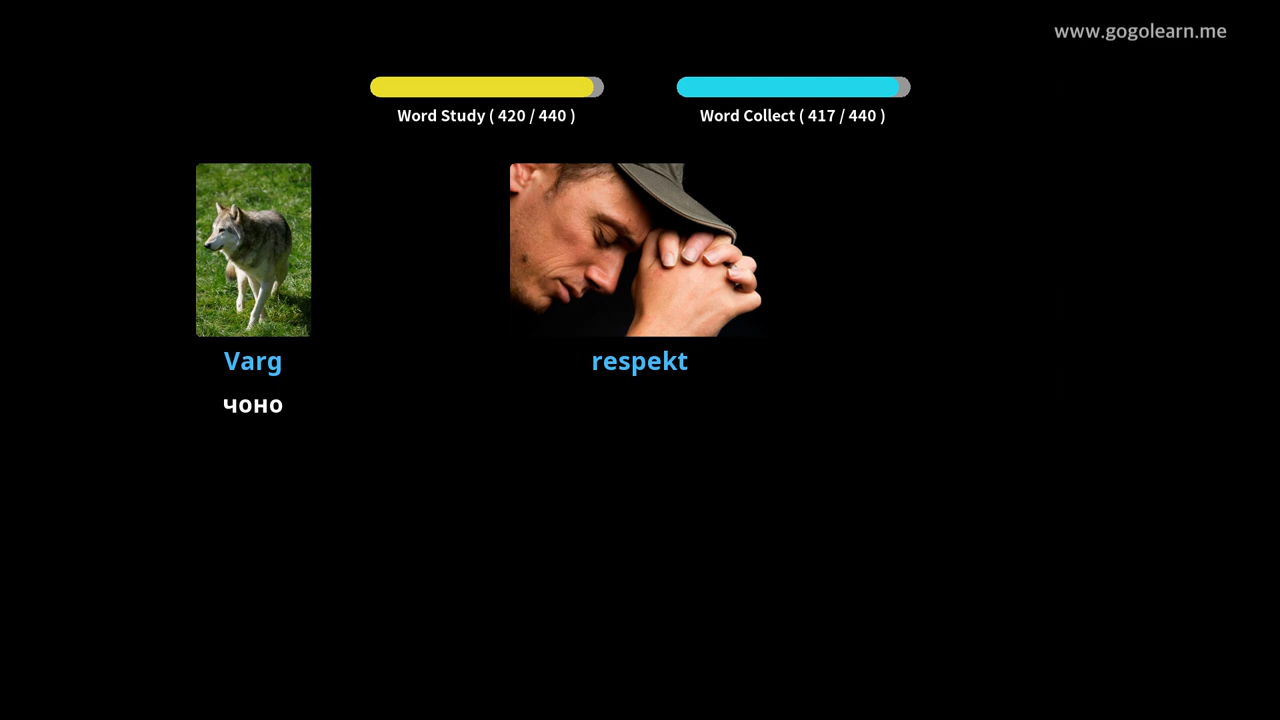 www.gogolearn.me
Word Study ( 420 / 440 )
Word Collect ( 417 / 440 )
Varg
respekt
чоно